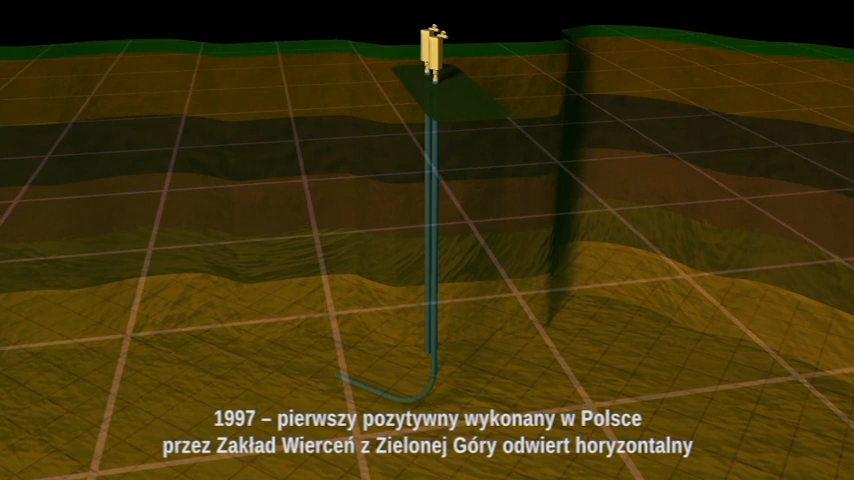 1997 – pierwszy pozytywny wykonany w Polsce
przez Zakład Wierceń z Zielonej Góry odwiert horyzontalny